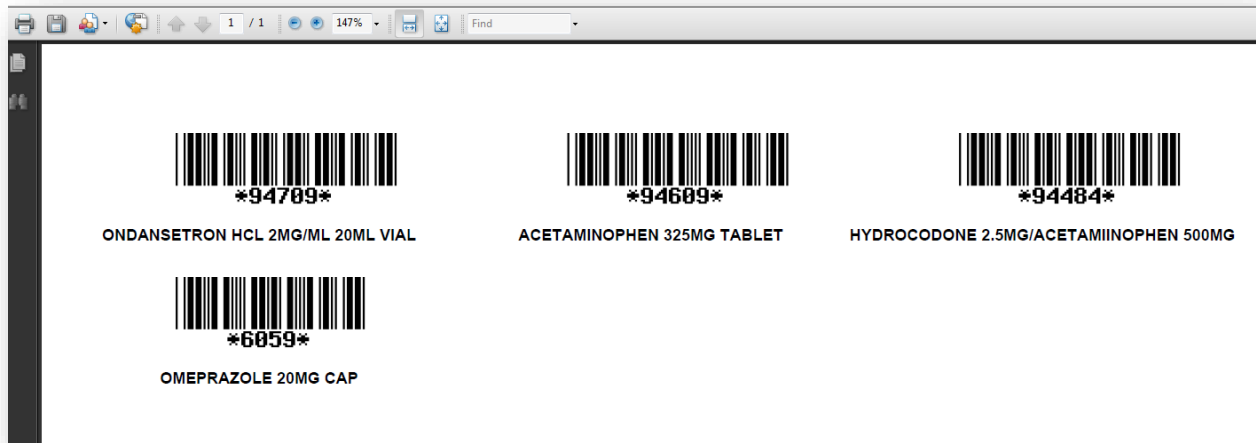 1 / 1 147% Find
*94709* *94609* *94484*
ONDANSETRON HCL 2MG/ML 20ML VIAL ACETAMINOPHEN 325MG TABLET HYDROCODONE 2.5MG/ACETAMIINOPHEN 500MG
*6059*
OMEPRAZOLE 20MG CAP